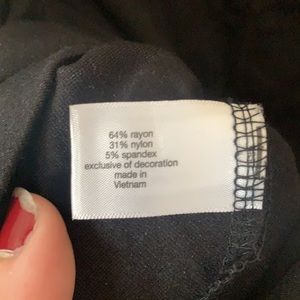 64% rayon
31% nylon
5% spandex
exclusive of decoration
made in
Vietnam